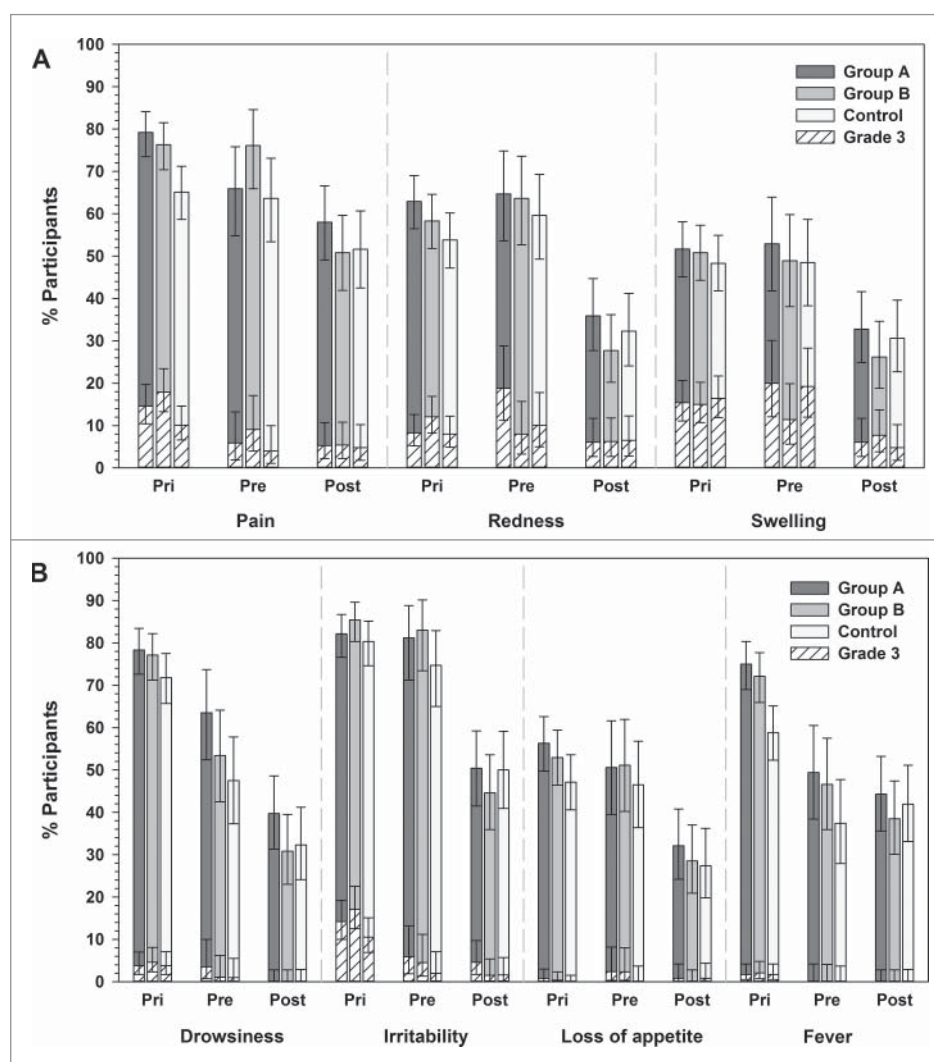 A
100
90
80
70
60
50
40
30
20
10
0
% Participants
Group A
Group B
Control
Grade 3
Pri Pre Post Pri Pre Post Pri Pre Post
Pain Redness Swelling
B
100
90
80
70
60
50
40
30
20
10
0
% Participants
Group A
Group B
Control
Grade 3
Pri Pre Post Pri Pre Post Pri Pre Post Pri Pre Post
Drowsiness Irritability Loss of appetite Fever